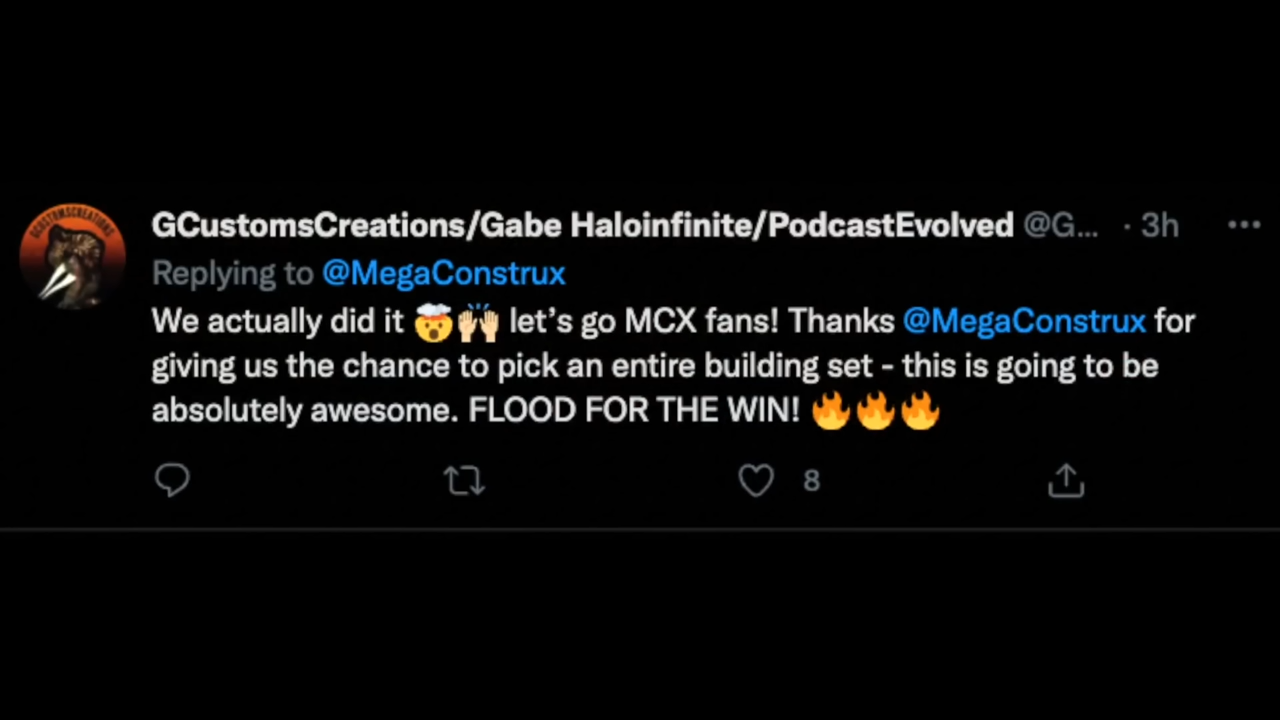 GCUSTOMSCREATIONS
GCustomsCreations/Gabe Haloinfinite/PodcastEvolved @G... · 3h
Replying to @MegaConstrux
We actually did it 🤯🙌🏻 let’s go MCX fans! Thanks @MegaConstrux for
giving us the chance to pick an entire building set - this is going to be
absolutely awesome. FLOOD FOR THE WIN! 🔥🔥🔥
8